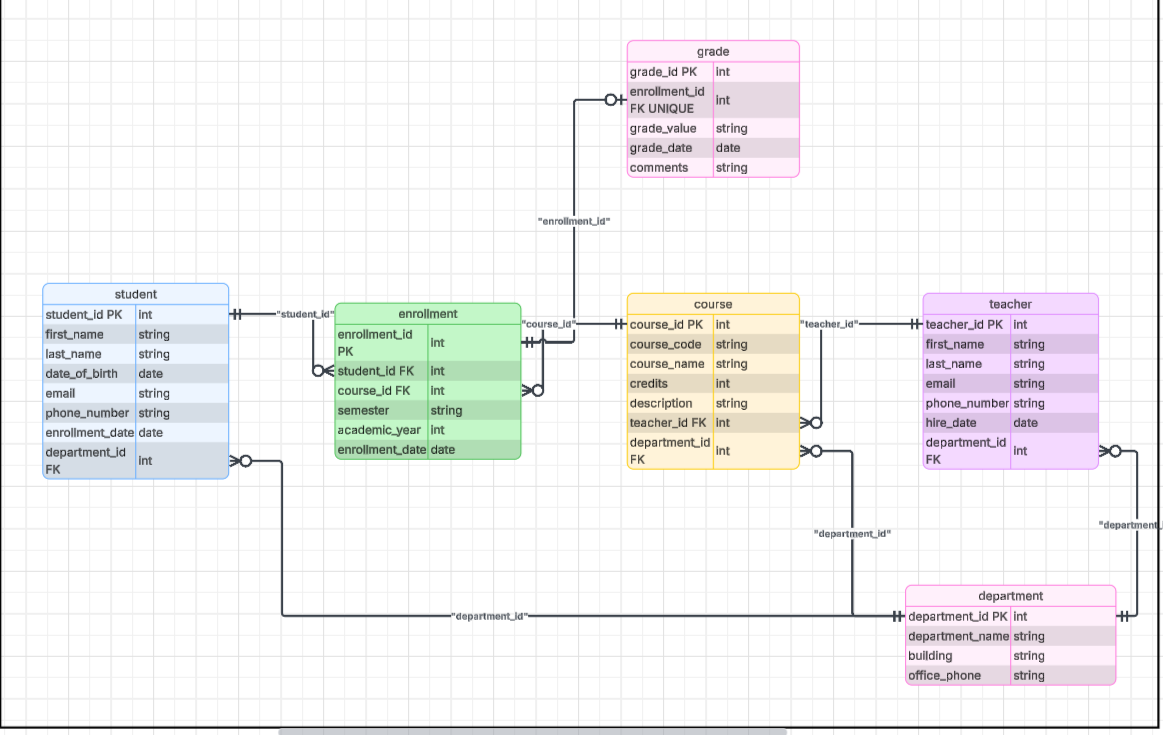 grade
grade_id PK int
enrollment_id
FK UNIQUE int
grade_value string
grade_date date
comments string
"enrollment_id"
student
student_id PK int
first_name string
last_name string
date_of_birth date
email string
phone_number string
enrollment_date date
department_id
FK int
"student_id"
enrollment
enrollment_id
PK int
student_id FK int
course_id FK int
semester string
academic_year int
enrollment_date date
"course_id"
course
course_id PK int
course_code string
course_name string
credits int
description string
teacher_id FK int
department_id
FK int
"teacher_id"
teacher
teacher_id PK int
first_name string
last_name string
email string
phone_number string
hire_date date
department_id
FK int
"department_
"department_id"
"department_id"
department
department_id PK int
department_name string
building string
office_phone string